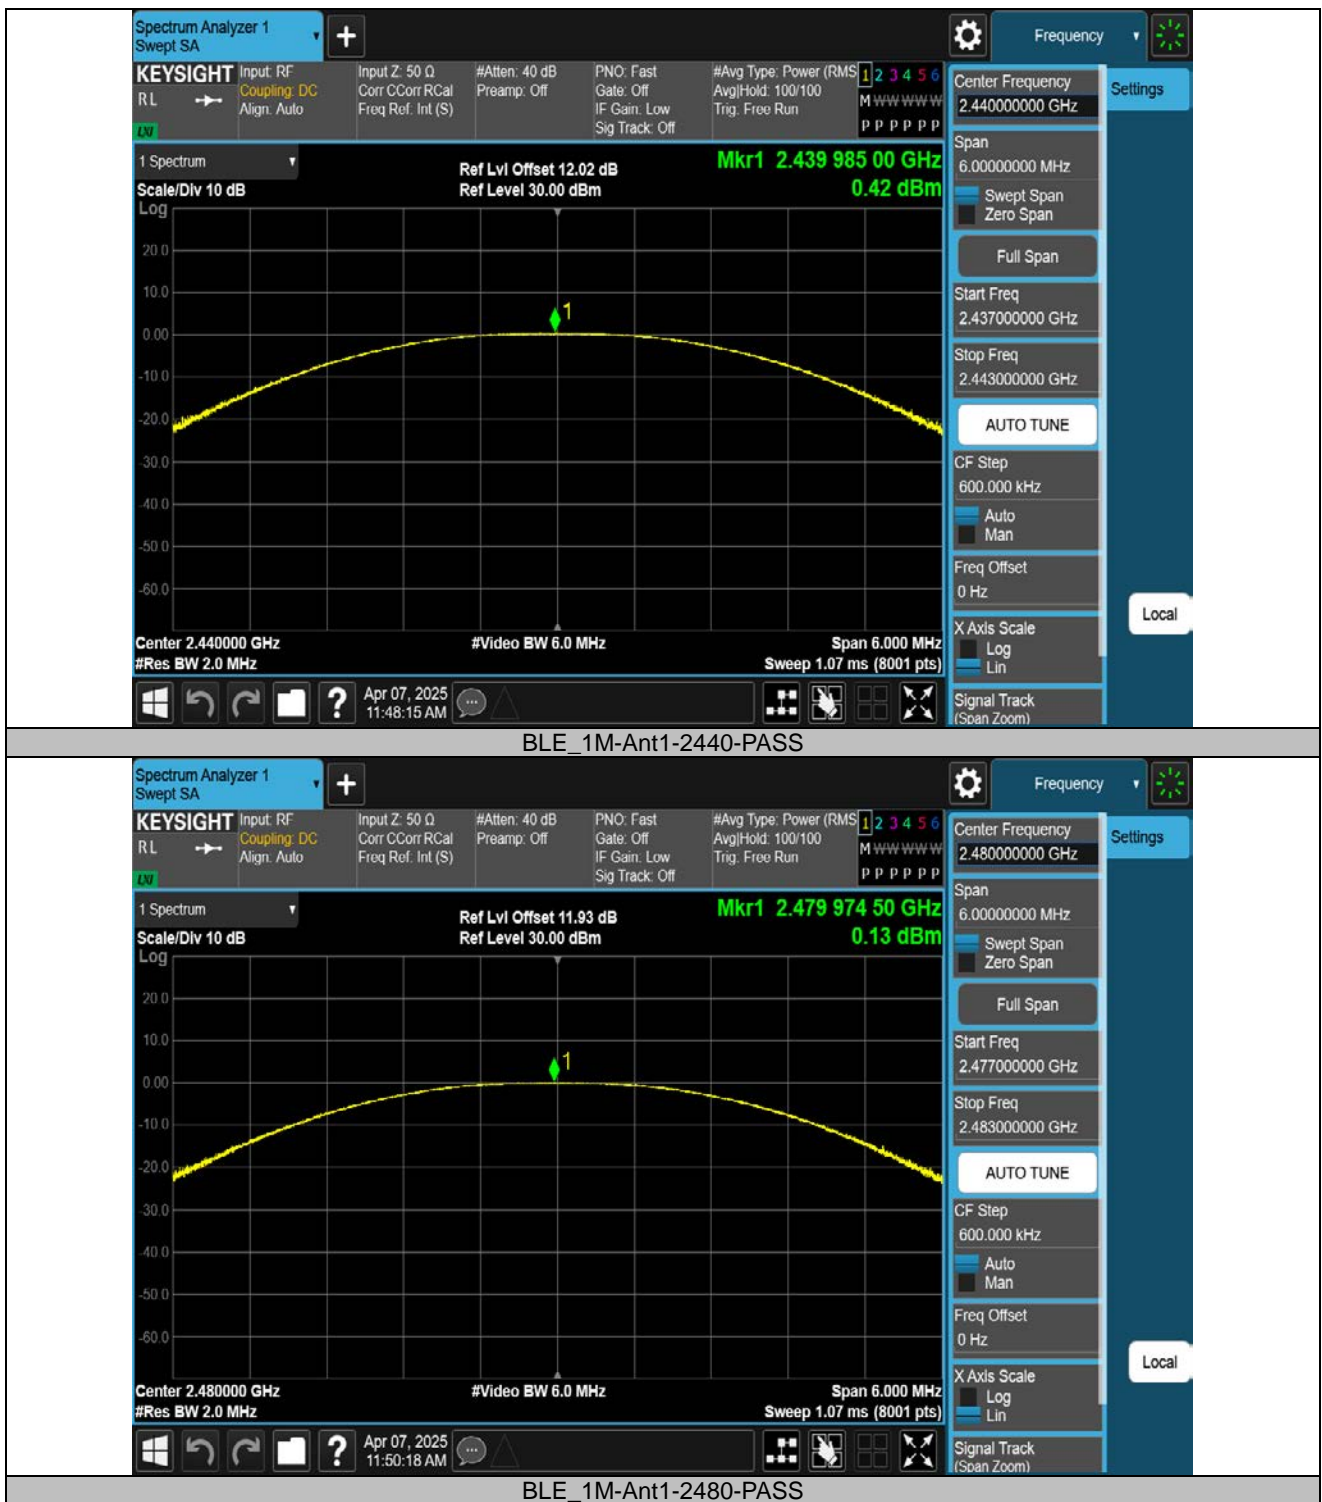 Spectrum Analyzer 1
Swept SA
Frequency
KEYSIGHT
R L
LXI
Input: RF
Coupling: DC
Align: Auto
Input Z: 50 Ω
Corr CCorr RCal
Freq Ref: Int (S)
#Atten: 40 dB
Preamp: Off
PNO: Fast
Gate: Off
IF Gain: Low
Sig Track: Off
#Avg Type: Power (RMS
Avg|Hold: 100/100
Trig: Free Run
1 2 3 4 5 6
M W W W W W
P P P P P P
1 Spectrum
Scale/Div 10 dB
Log
Ref Lvl Offset 12.02 dB
Ref Level 30.00 dBm
Mkr1 2.439 985 00 GHz
0.42 dBm
1
20.0
10.0
0.00
-10.0
-20.0
-30.0
-40.0
-50.0
-60.0
Center 2.440000 GHz
#Res BW 2.0 MHz
#Video BW 6.0 MHz
Span 6.000 MHz
Sweep 1.07 ms (8001 pts)
Apr 07, 2025
11:48:15 AM
Center Frequency
2.440000000 GHz
Span
6.00000000 MHz
Swept Span
Zero Span
Full Span
Start Freq
2.437000000 GHz
Stop Freq
2.443000000 GHz
AUTO TUNE
CF Step
600.000 kHz
Auto
Man
Freq Offset
0 Hz
X Axis Scale
Log
Lin
Signal Track
(Span Zoom)
Settings
Local
BLE_1M-Ant1-2440-PASS
Spectrum Analyzer 1
Swept SA
Frequency
KEYSIGHT
R L
LXI
Input: RF
Coupling: DC
Align: Auto
Input Z: 50 Ω
Corr CCorr RCal
Freq Ref: Int (S)
#Atten: 40 dB
Preamp: Off
PNO: Fast
Gate: Off
IF Gain: Low
Sig Track: Off
#Avg Type: Power (RMS
Avg|Hold: 100/100
Trig: Free Run
1 2 3 4 5 6
M W W W W W
P P P P P P
1 Spectrum
Scale/Div 10 dB
Log
Ref Lvl Offset 11.93 dB
Ref Level 30.00 dBm
Mkr1 2.479 974 50 GHz
0.13 dBm
1
20.0
10.0
0.00
-10.0
-20.0
-30.0
-40.0
-50.0
-60.0
Center 2.480000 GHz
#Res BW 2.0 MHz
#Video BW 6.0 MHz
Span 6.000 MHz
Sweep 1.07 ms (8001 pts)
Apr 07, 2025
11:50:18 AM
Center Frequency
2.480000000 GHz
Span
6.00000000 MHz
Swept Span
Zero Span
Full Span
Start Freq
2.477000000 GHz
Stop Freq
2.483000000 GHz
AUTO TUNE
CF Step
600.000 kHz
Auto
Man
Freq Offset
0 Hz
X Axis Scale
Log
Lin
Signal Track
(Span Zoom)
Settings
Local
BLE_1M-Ant1-2480-PASS